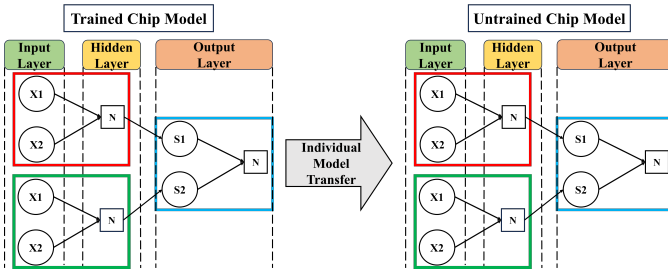 Trained Chip Model
Input
Layer
Hidden
Layer
Output
Layer
X1
X2
N
X1
X2
N
S1
S2
N
Individual
Model
Transfer
Untrained Chip Model
Input
Layer
Hidden
Layer
Output
Layer
X1
X2
N
X1
X2
N
S1
S2
N